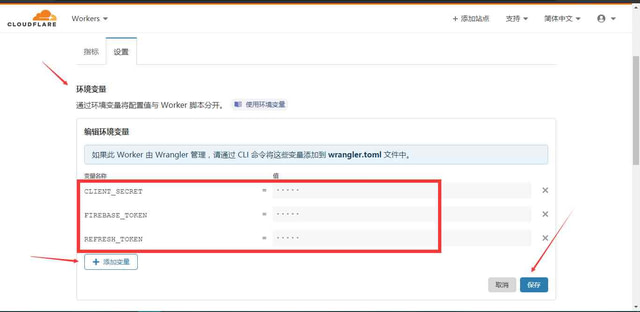 CLOUDFLARE
Workers
添加站点
支持
简体中文
指标
设置
环境变量
通过环境变量将配置值与 Worker 脚本分开。
使用环境变量
编辑环境变量
如果此 Worker 由 Wrangler 管理，请通过 CLI 命令将这些变量添加到 wrangler.toml 文件中。
变量名称
值
CLIENT_SECRET = •••••
FIREBASE_TOKEN = •••••
REFRESH_TOKEN = •••••
添加变量
取消
保存